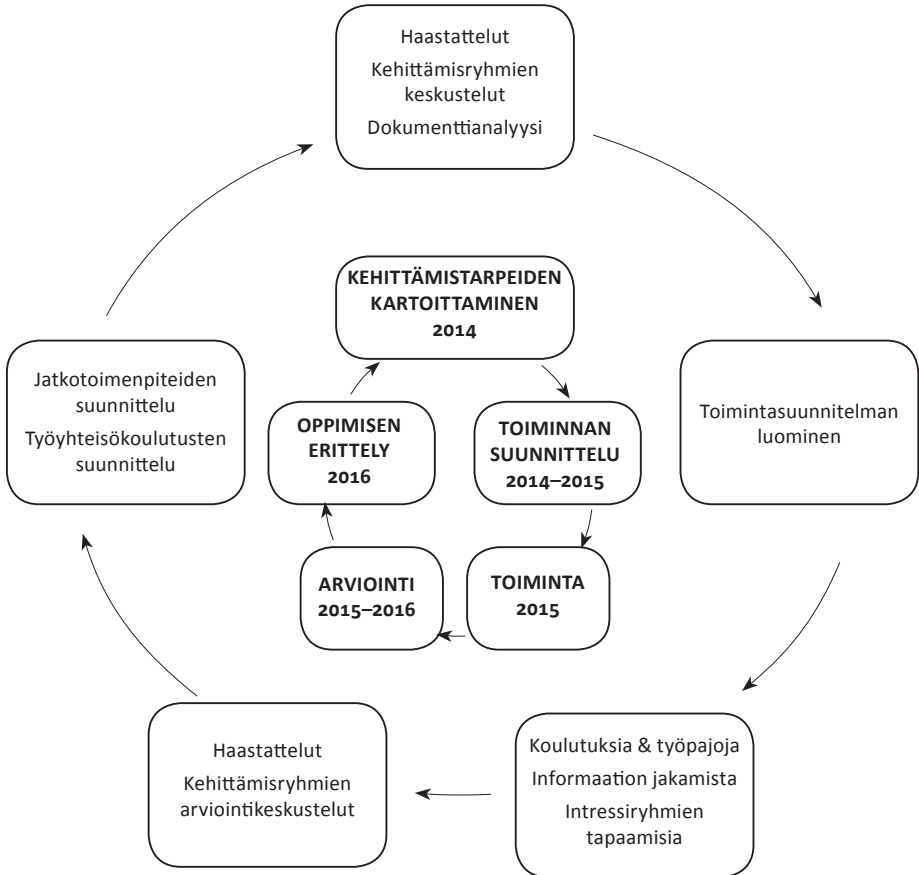 Haastattelut
Kehittämisryhmien
keskustelut
Dokumenttianalyysi
KEHITTÄMISTARPEIDEN
KARTOITTAMINEN
2014
Jatkotoimenpiteiden
suunnittelu
Työyhteisökoulutusten
suunnittelu
OPPIMISEN
ERITTELY
2016
TOIMINNAN
SUUNNITTELU
2014–2015
Toimintasuunnitelman
luominen
ARVIOINTI
2015–2016
TOIMINTA
2015
Haastattelut
Kehittämisryhmien
arviointikeskustelut
Koulutuksia & työpajoja
Informaation jakamista
Intressiryhmien
tapaamisia